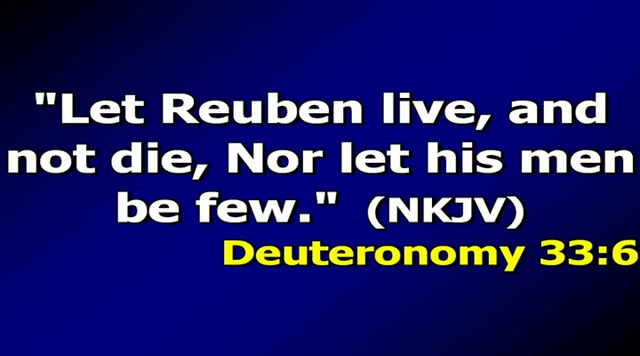 "Let Reuben live, and
not die, Nor let his men
be few." (NKJV)
Deuteronomy 33:6